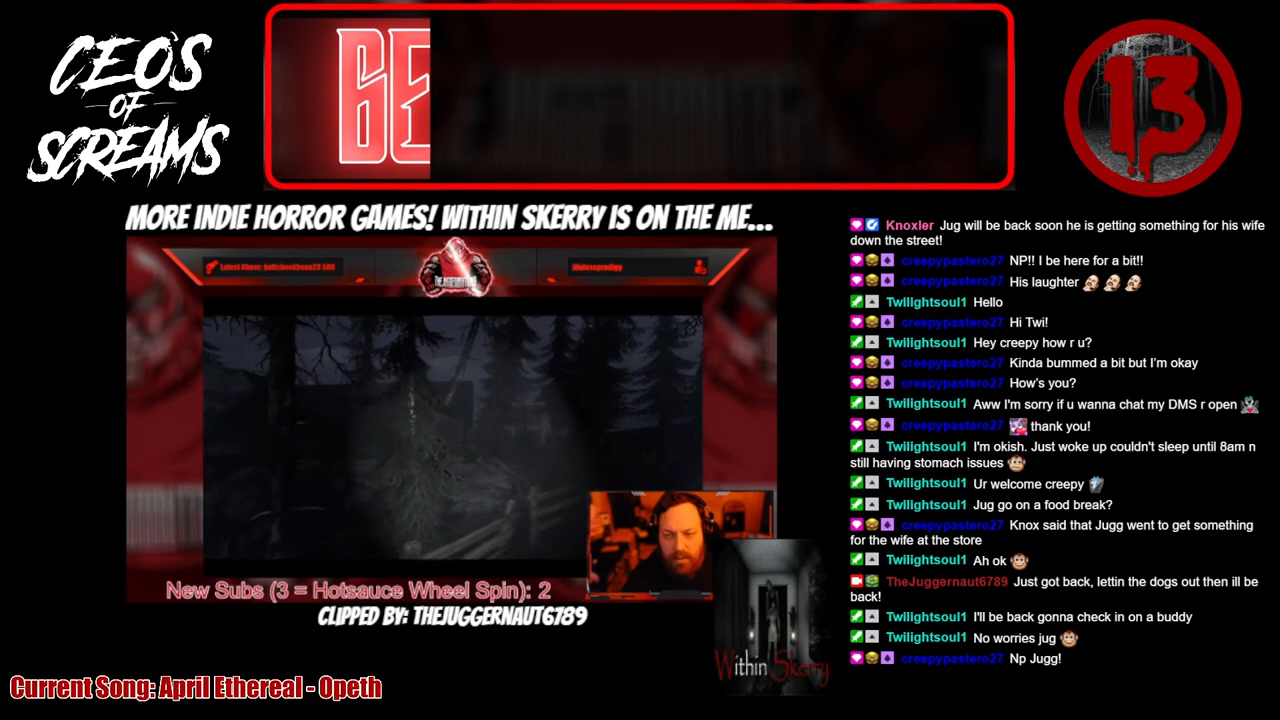 CEO'S
OF
SCREAMS
BE
13
MORE INDIE HORROR GAMES! WITHIN SKERRY IS ON THE ME...
New Subs (3 = Hotsauce Wheel Spin): 2
CLIPPED BY: THEJUGGERNAUT6789
Within Skerry
Current Song: April Ethereal - Opeth
Knoxler Jug will be back soon he is getting something for his wife
down the street!
creepypastero27 NP!! I be here for a bit!!
creepypastero27 His laughter
Twilightsoul1 Hello
creepypastero27 Hi Twi!
Twilightsoul1 Hey creepy how r u?
creepypastero27 Kinda bummed a bit but I'm okay
creepypastero27 How's you?
Twilightsoul1 Aww I'm sorry if u wanna chat my DMS r open
creepypastero27 thank you!
Twilightsoul1 I'm okish. Just woke up couldn't sleep until 8am n
still having stomach issues
Twilightsoul1 Ur welcome creepy
Twilightsoul1 Jug go on a food break?
creepypastero27 Knox said that Jugg went to get something
for the wife at the store
Twilightsoul1 Ah ok
TheJuggernaut6789 Just got back, lettin the dogs out then ill be
back!
Twilightsoul1 I'll be back gonna check in on a buddy
Twilightsoul1 No worries jug
creepypastero27 Np Jugg!